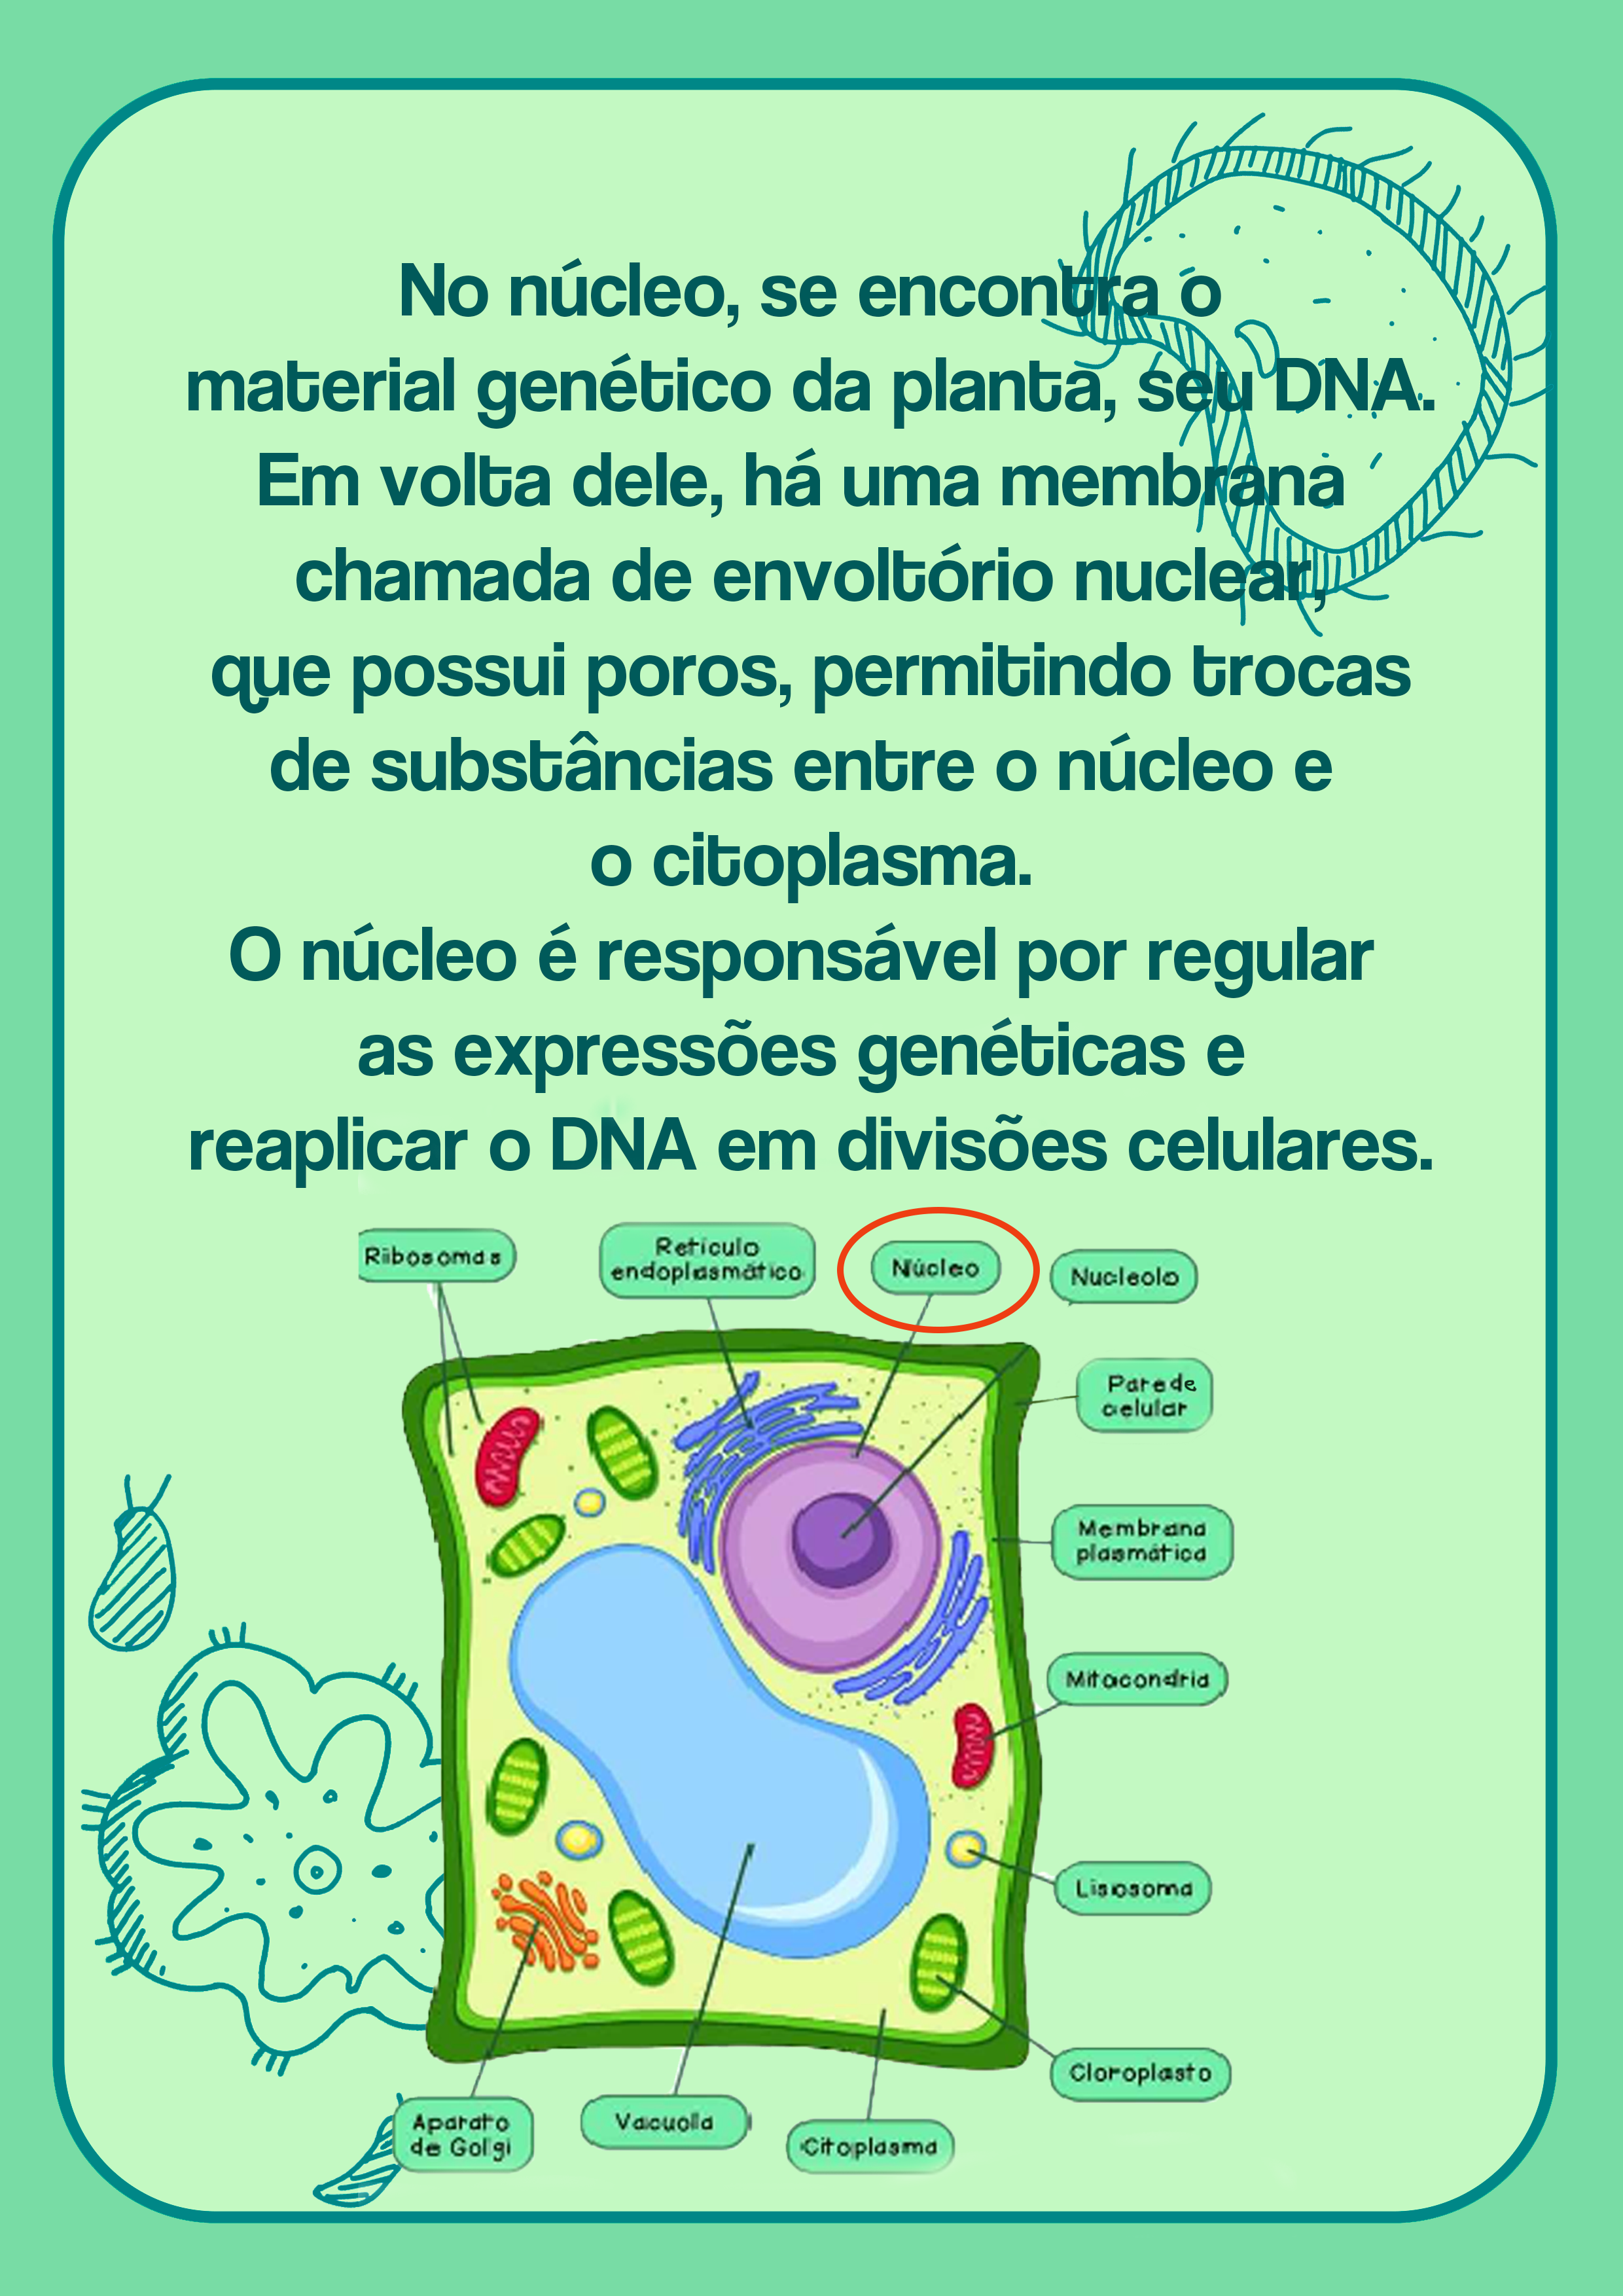 No núcleo, se encontra o
material genético da planta, seu DNA.
Em volta dele, há uma membrana
chamada de envoltório nuclear,
que possui poros, permitindo trocas
de substâncias entre o núcleo e
o citoplasma.
O núcleo é responsável por regular
as expressões genéticas e
reaplicar o DNA em divisões celulares.
Ribosomas
Retículo
endoplasmático
Núcleo
Nucleolo
Parede
celular
Membrana
plasmática
Mitocondria
Lisosoma
Cloroplasto
Aparato
de Golgi
Vacuola
Citoplasma